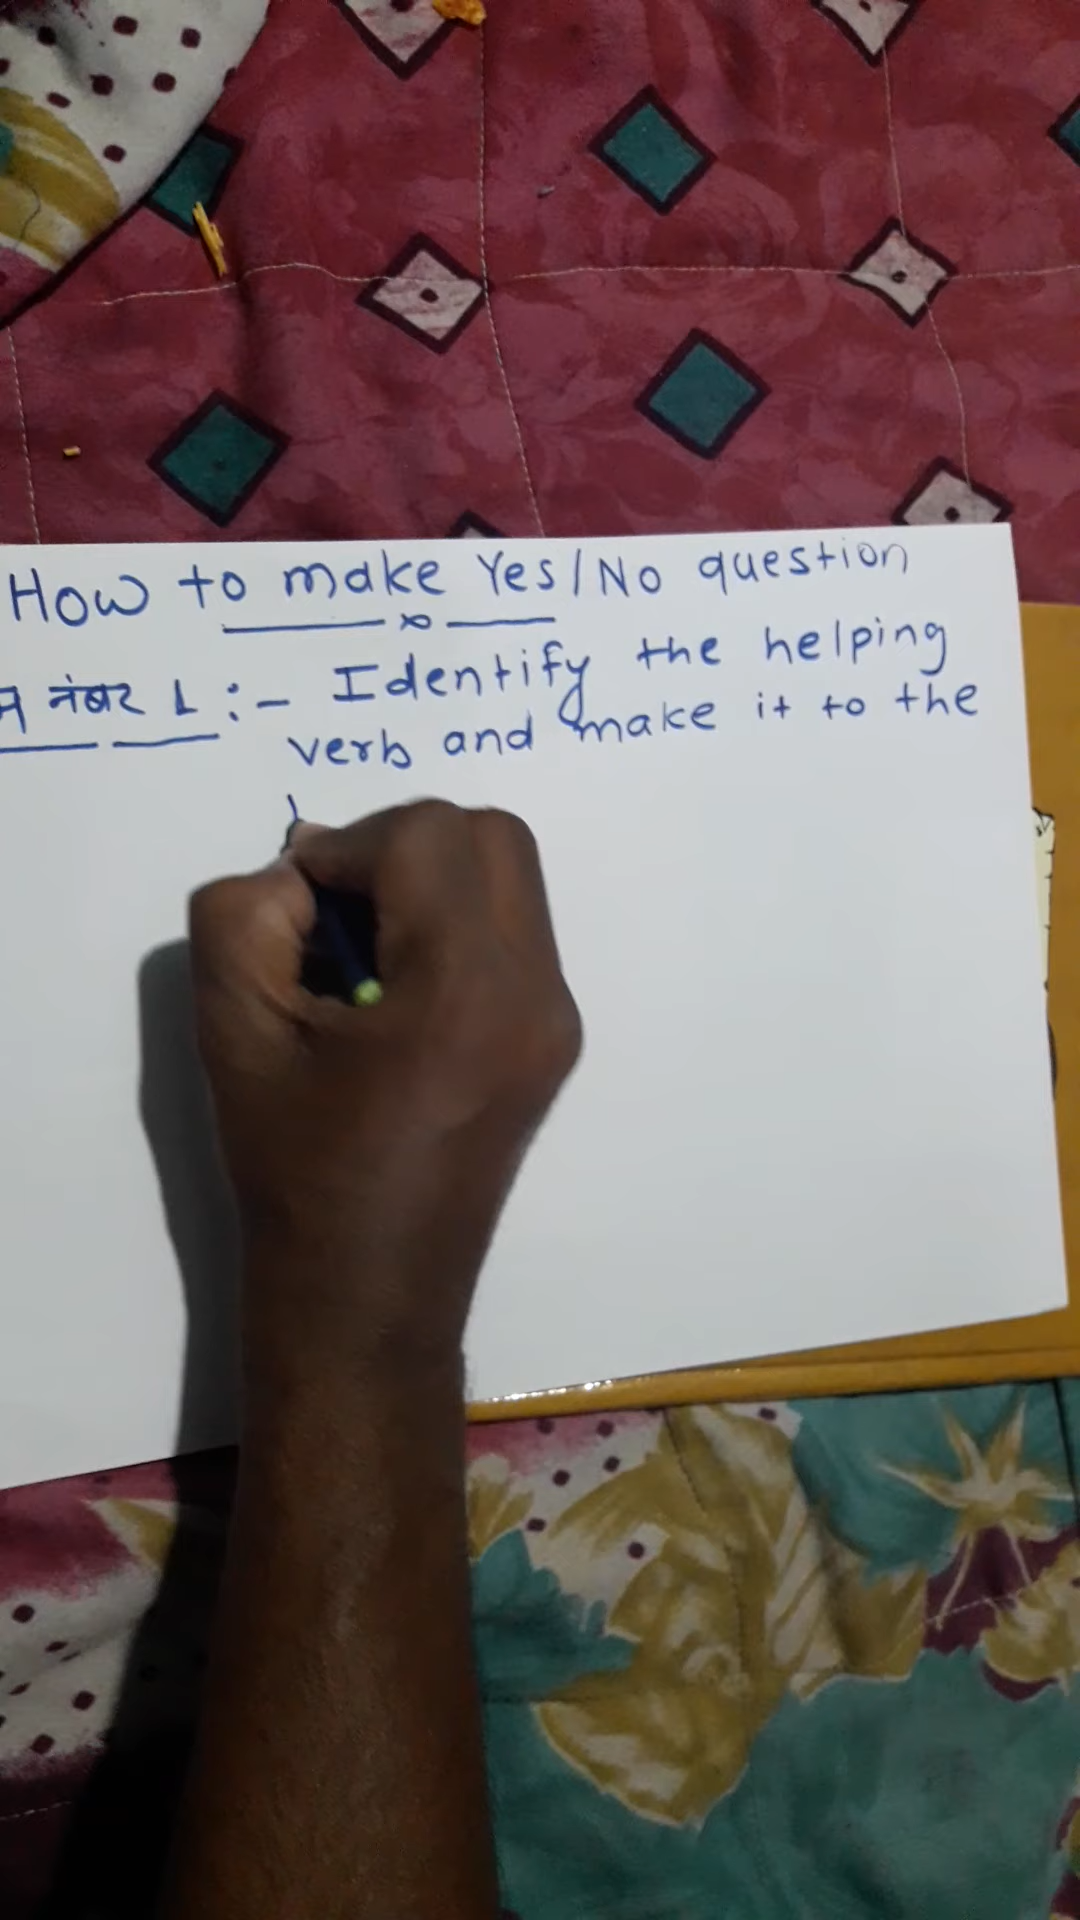 How to make Yes/No question
नंबर 1 :- Identify the helping
verb and make it to the